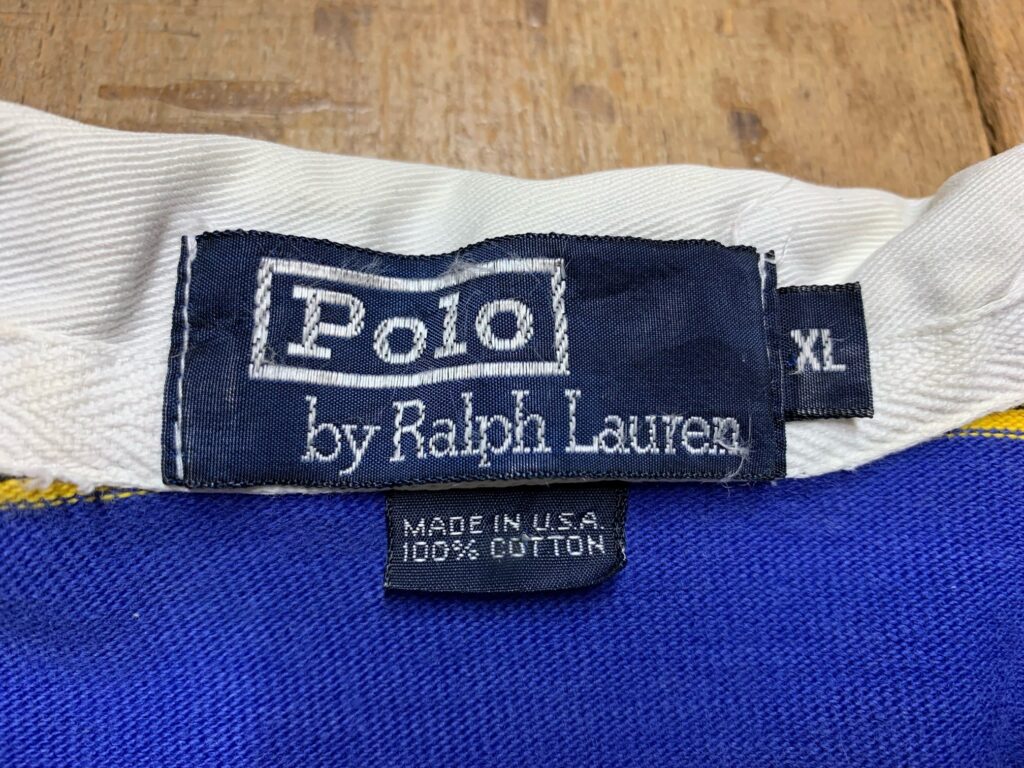 Polo
by Ralph Lauren
XL
MADE IN U.S.A.
100% COTTON